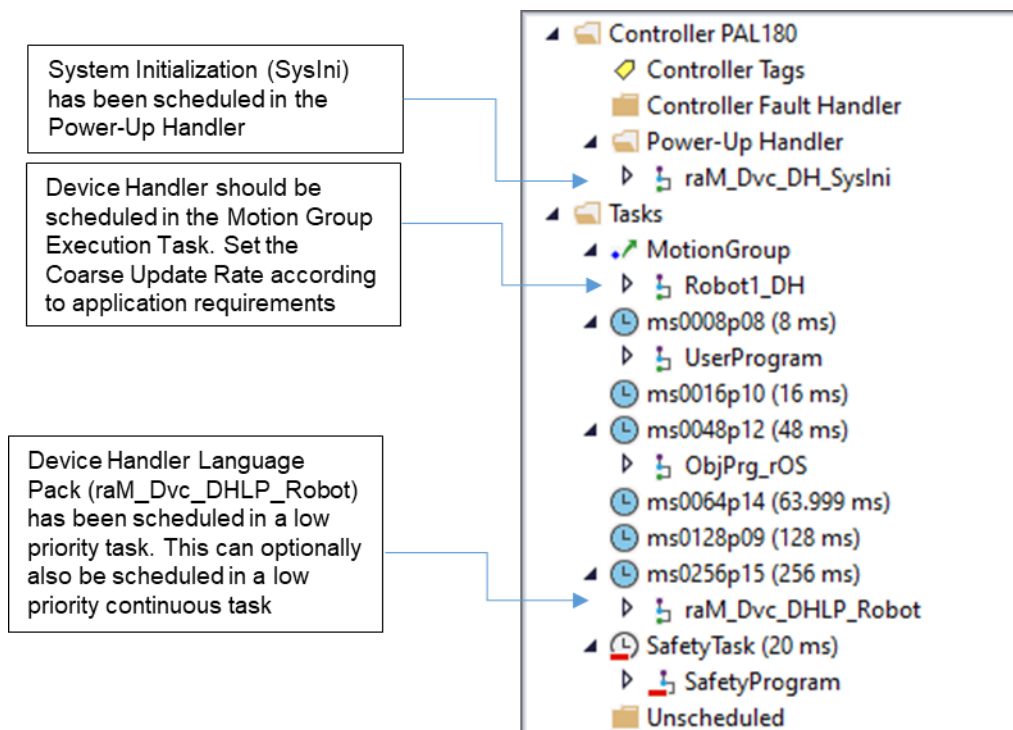 System Initialization (SysIni)
has been scheduled in the
Power-Up Handler
Device Handler should be
scheduled in the Motion Group
Execution Task. Set the
Coarse Update Rate according
to application requirements
Device Handler Language
Pack (raM_Dvc_DHLP_Robot)
has been scheduled in a low
priority task. This can optionally
also be scheduled in a low
priority continuous task
Controller PAL180
Controller Tags
Controller Fault Handler
Power-Up Handler
raM_Dvc_DH_SysIni
Tasks
MotionGroup
Robot1_DH
ms0008p08 (8 ms)
UserProgram
ms0016p10 (16 ms)
ms0048p12 (48 ms)
ObjPrg_rOS
ms0064p14 (63.999 ms)
ms0128p09 (128 ms)
ms0256p15 (256 ms)
raM_Dvc_DHLP_Robot
SafetyTask (20 ms)
SafetyProgram
Unscheduled